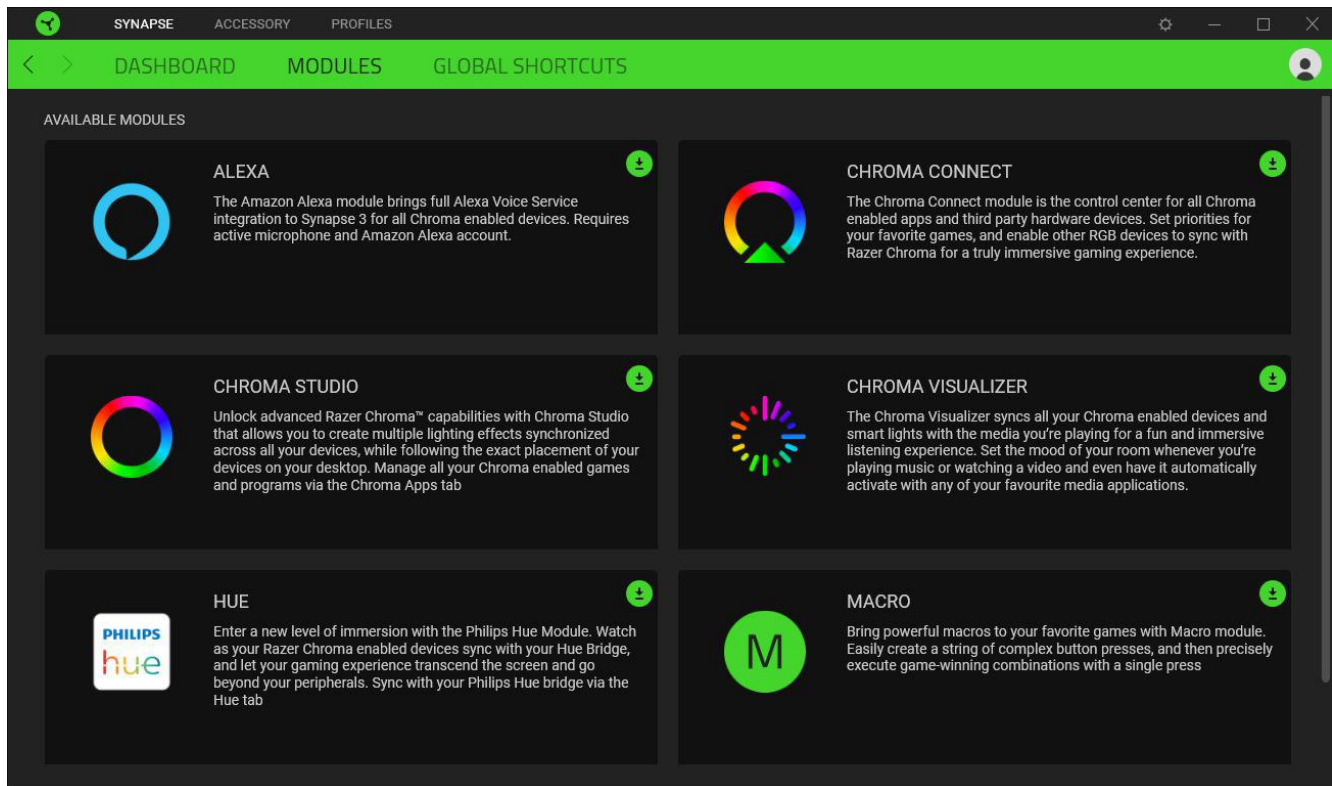 SYNAPSE ACCESSORY PROFILES
DASHBOARD MODULES GLOBAL SHORTCUTS
AVAILABLE MODULES
ALEXA
The Amazon Alexa module brings full Alexa Voice Service
integration to Synapse 3 for all Chroma enabled devices. Requires
active microphone and Amazon Alexa account.
CHROMA CONNECT
The Chroma Connect module is the control center for all Chroma
enabled apps and third party hardware devices. Set priorities for
your favorite games, and enable other RGB devices to sync with
Razer Chroma for a truly immersive gaming experience.
CHROMA STUDIO
Unlock advanced Razer Chroma™ capabilities with Chroma Studio
that allows you to create multiple lighting effects synchronized
across all your devices, while following the exact placement of your
devices on your desktop. Manage all your Chroma enabled games
and programs via the Chroma Apps tab
CHROMA VISUALIZER
The Chroma Visualizer syncs all your Chroma enabled devices and
smart lights with the media you're playing for a fun and immersive
listening experience. Set the mood of your room whenever you're
playing music or watching a video and even have it automatically
activate with any of your favourite media applications.
PHILIPS
hue
HUE
Enter a new level of immersion with the Philips Hue Module. Watch
as your Razer Chroma enabled devices sync with your Hue Bridge,
and let your gaming experience transcend the screen and go
beyond your peripherals. Sync with your Philips Hue bridge via the
Hue tab
M
MACRO
Bring powerful macros to your favorite games with Macro module.
Easily create a string of complex button presses, and then precisely
execute game-winning combinations with a single press